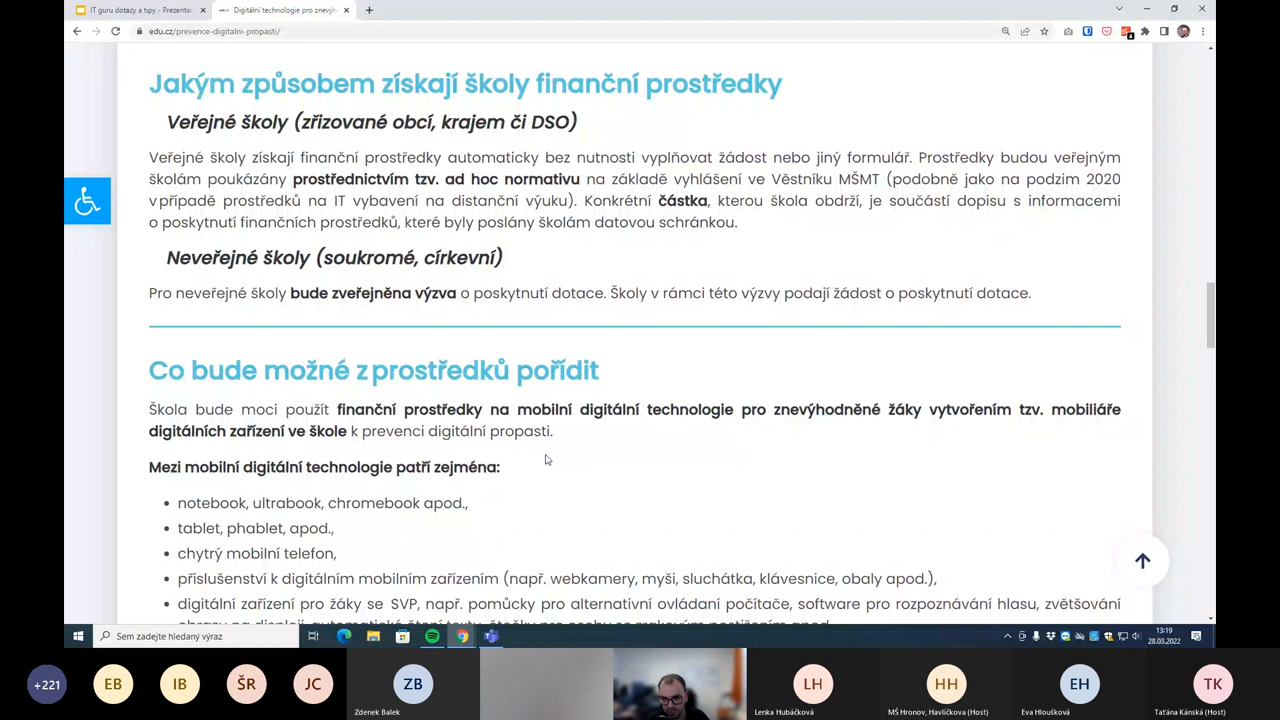 IT guru dotazy a tipy - Prezenta
Digitální technologie pro znevýh
edu.cz/prevence-digitalni-propasti/
Jakým způsobem získají školy finanční prostředky
Veřejné školy (zřizované obcí, krajem či DSO)
Veřejné školy získají finanční prostředky automaticky bez nutnosti vyplňovat žádost nebo jiný formulář. Prostředky budou veřejným
školám poukázány prostřednictvím tzv. ad hoc normativu na základě vyhlášení ve Věstníku MŠMT (podobně jako na podzim 2020
v případě prostředků na IT vybavení na distanční výuku). Konkrétní částka, kterou škola obdrží, je součástí dopisu s informacemi
o poskytnutí finančních prostředků, které byly poslány školám datovou schránkou.
Neveřejné školy (soukromé, církevní)
Pro neveřejné školy bude zveřejněna výzva o poskytnutí dotace. Školy v rámci této výzvy podají žádost o poskytnutí dotace.
Co bude možné z prostředků pořídit
Škola bude moci použít finanční prostředky na mobilní digitální technologie pro znevýhodněné žáky vytvořením tzv. mobiliáře
digitálních zařízení ve škole k prevenci digitální propasti.
Mezi mobilní digitální technologie patří zejména:
• notebook, ultrabook, chromebook apod.,
• tablet, phablet, apod.,
• chytrý mobilní telefon,
• příslušenství k digitálním mobilním zařízením (např. webkamery, myši, sluchátka, klávesnice, obaly apod.),
• digitální zařízení pro žáky se SVP, např. pomůcky pro alternativní ovládaní počítače, software pro rozpoznávání hlasu, zvětšování
Sem zadejte hledaný výraz
13:19
28.03.2022
+221
EB
IB
ŠR
JC
ZB
LH
HH
EH
TK
Zdenek Balek
Lenka Hubáčková
MŠ Hronov, Havlíčkova (Host)
Eva Hloušková
Taťána Kánská (Host)